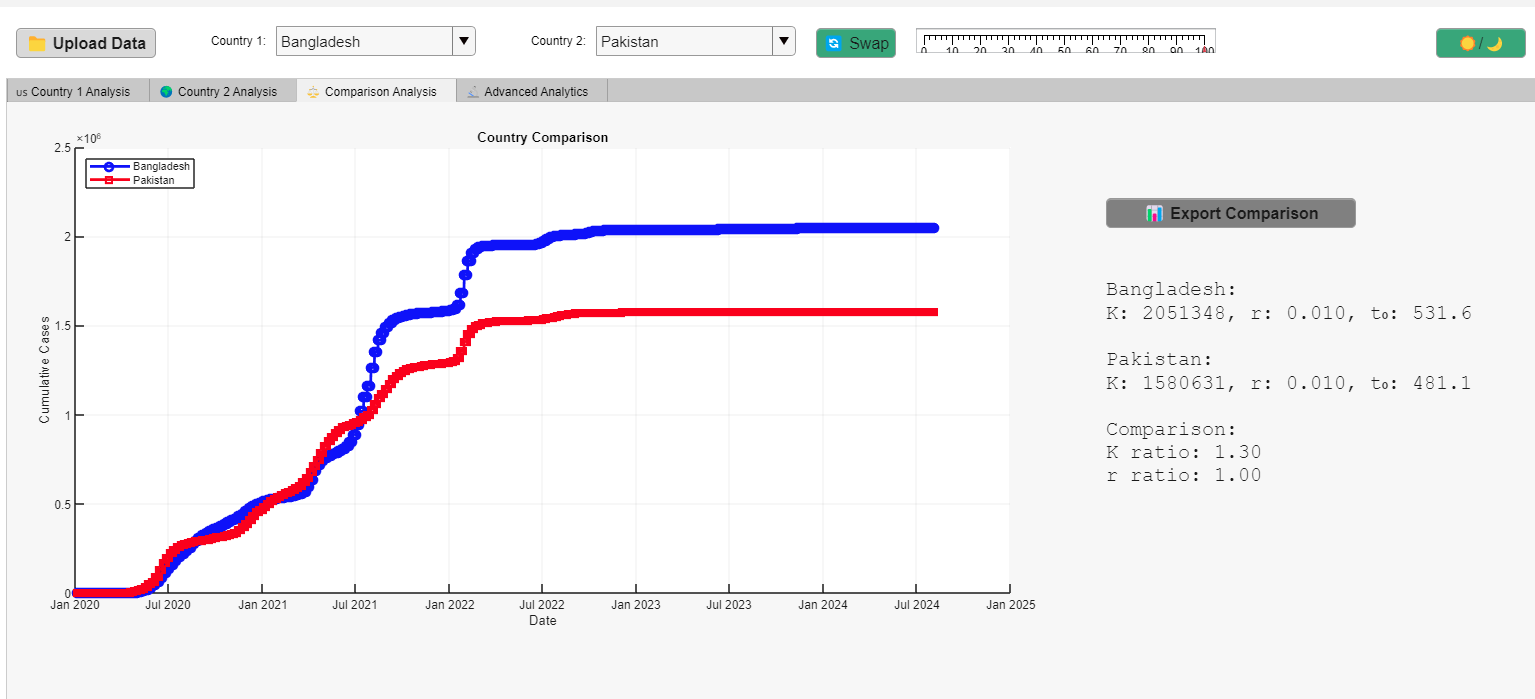 Upload Data
Country 1: Bangladesh
Country 2: Pakistan
Swap
0 10 20 30 40 50 60 70 80 90 100
/
us Country 1 Analysis
Country 2 Analysis
Comparison Analysis
Advanced Analytics
Country Comparison
×10⁶
2.5
2
1.5
1
0.5
0
Cumulative Cases
Bangladesh
Pakistan
Jan 2020 Jul 2020 Jan 2021 Jul 2021 Jan 2022 Jul 2022 Jan 2023 Jul 2023 Jan 2024 Jul 2024 Jan 2025
Date
Export Comparison
Bangladesh:
K: 2051348, r: 0.010, t₀: 531.6
Pakistan:
K: 1580631, r: 0.010, t₀: 481.1
Comparison:
K ratio: 1.30
r ratio: 1.00